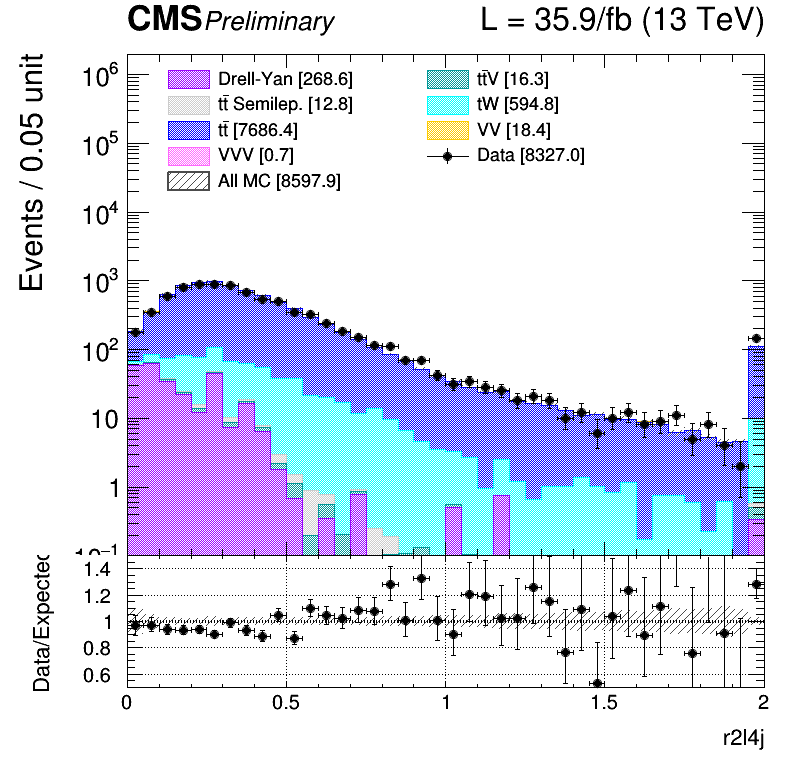 CMS Preliminary L = 35.9/fb (13 TeV)
Events / 0.05 unit
10⁶
10⁵
10⁴
10³
10²
10
1
10⁻¹
Drell-Yan [268.6]
tt̄ Semilep. [12.8]
tt̄ [7686.4]
VVV [0.7]
All MC [8597.9]
tt̄V [16.3]
tW [594.8]
VV [18.4]
Data [8327.0]
Data/Expected
1.4
1.2
1
0.8
0.6
0 0.5 1 1.5 2
r2l4j